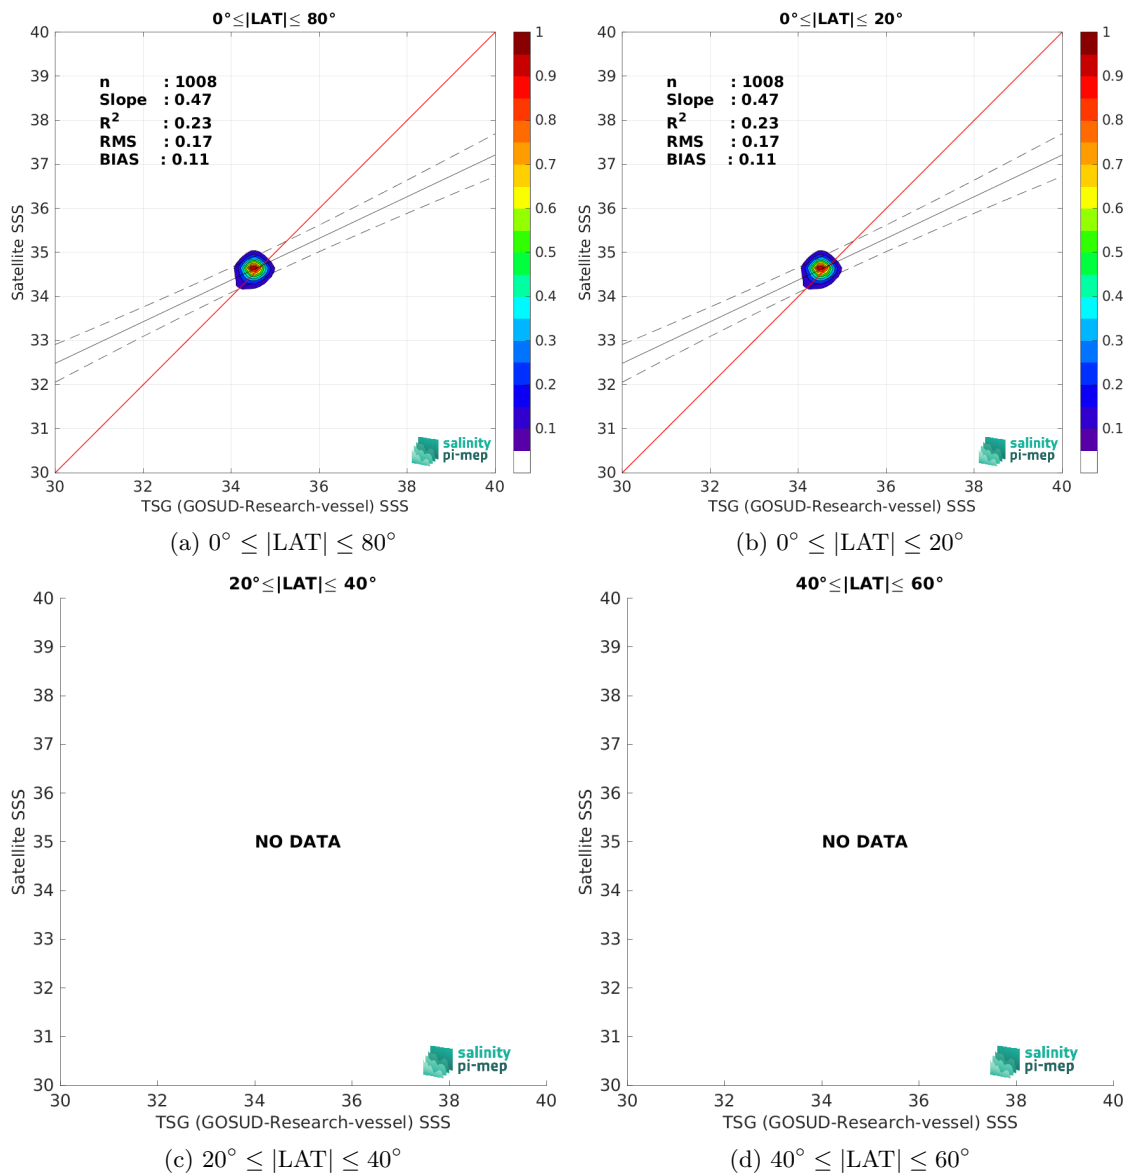 0°≤|LAT|≤ 80°
40
39
38
37
36
35
34
33
32
31
30
Satellite SSS
n : 1008
Slope : 0.47
R² : 0.23
RMS : 0.17
BIAS : 0.11
1
0.9
0.8
0.7
0.6
0.5
0.4
0.3
0.2
0.1
salinity
pi-mep
30 32 34 36 38 40
TSG (GOSUD-Research-vessel) SSS
(a) 0° ≤ |LAT| ≤ 80°
0°≤|LAT|≤ 20°
40
39
38
37
36
35
34
33
32
31
30
Satellite SSS
n : 1008
Slope : 0.47
R² : 0.23
RMS : 0.17
BIAS : 0.11
1
0.9
0.8
0.7
0.6
0.5
0.4
0.3
0.2
0.1
salinity
pi-mep
30 32 34 36 38 40
TSG (GOSUD-Research-vessel) SSS
(b) 0° ≤ |LAT| ≤ 20°
20°≤|LAT|≤ 40°
40
39
38
37
36
35
34
33
32
31
30
Satellite SSS
NO DATA
salinity
pi-mep
30 32 34 36 38 40
TSG (GOSUD-Research-vessel) SSS
(c) 20° ≤ |LAT| ≤ 40°
40°≤|LAT|≤ 60°
40
39
38
37
36
35
34
33
32
31
30
Satellite SSS
NO DATA
salinity
pi-mep
30 32 34 36 38 40
TSG (GOSUD-Research-vessel) SSS
(d) 40° ≤ |LAT| ≤ 60°